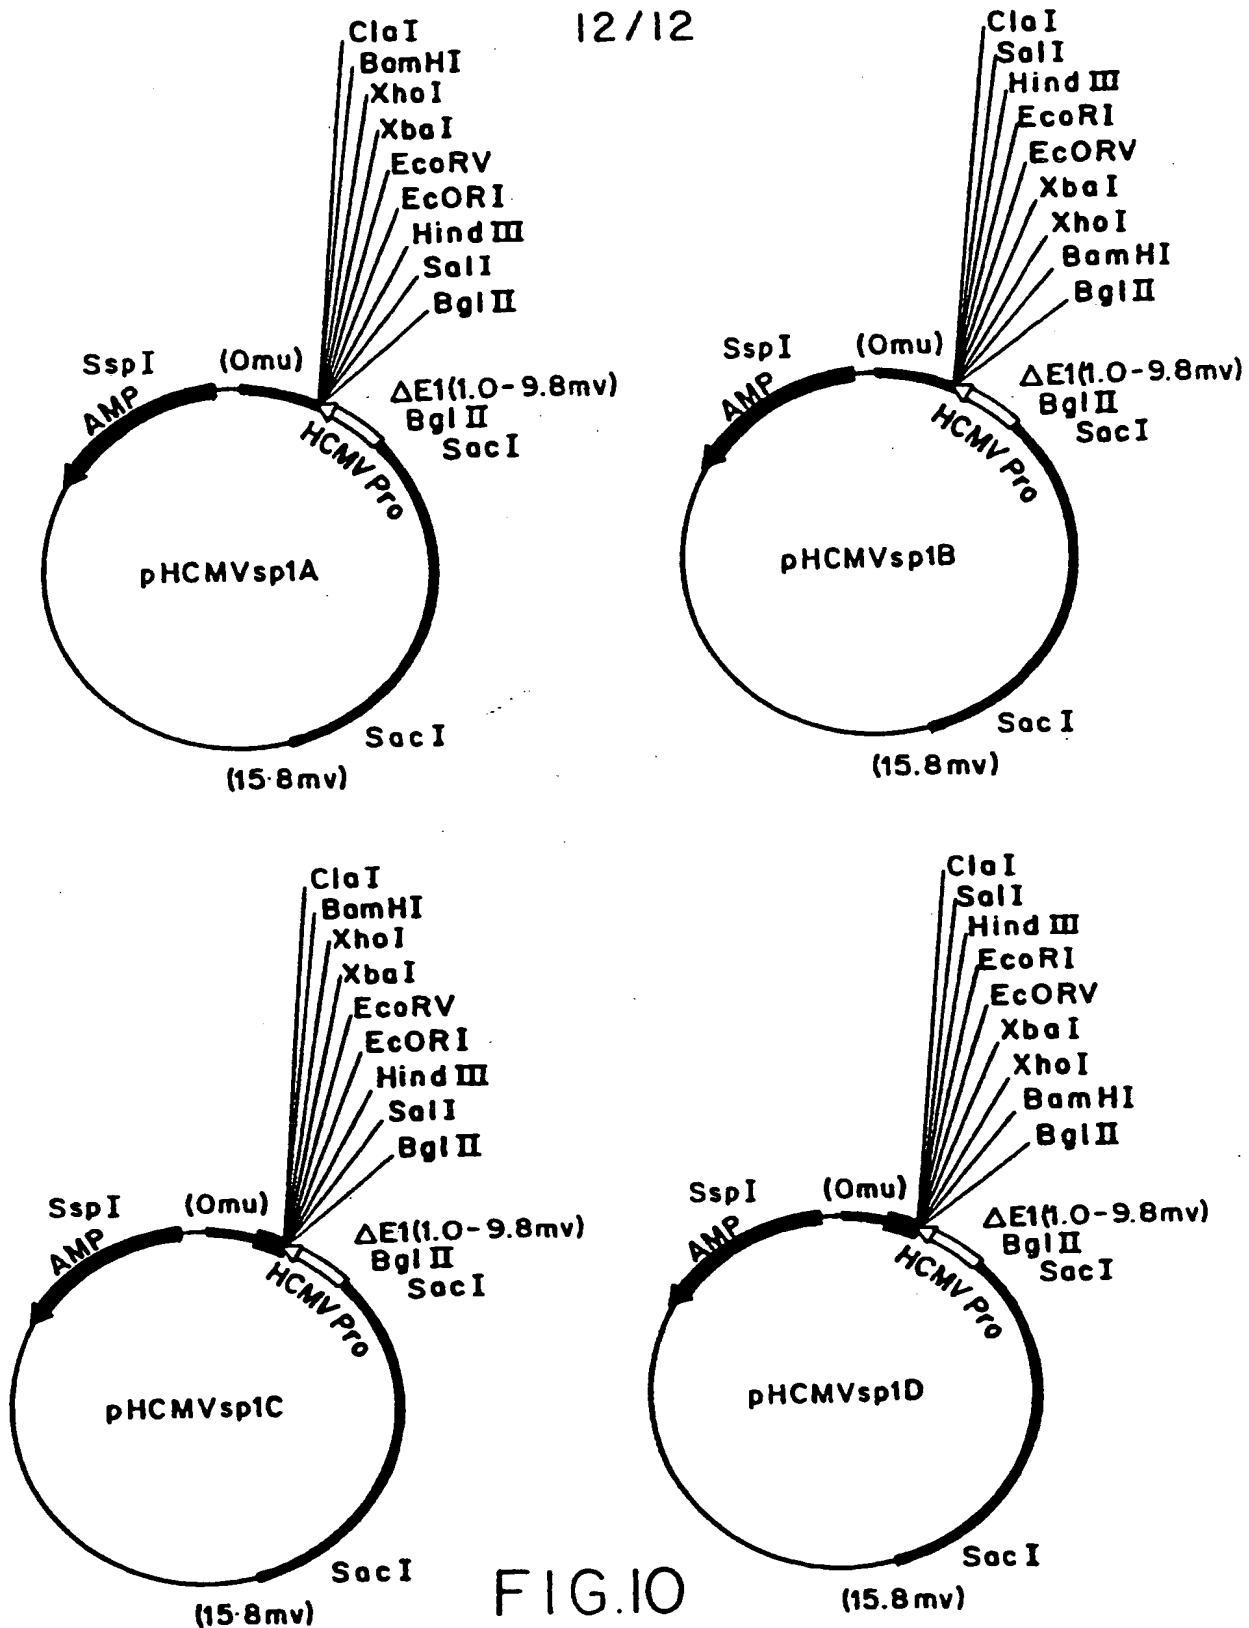 12/12
ClaI
BamHI
XhoI
XbaI
EcoRV
EcORI
Hind III
SalI
BglII
SspI
(Omu)
AMP
ΔE1(1.0-9.8mv)
BglII
SacI
HCMV Pro
pHCMVsp1A
SacI
(15·8mv)
ClaI
SalI
Hind III
EcoRI
EcORV
XbaI
XhoI
BamHI
BglII
SspI
(Omu)
AMP
ΔE1(1.0-9.8mv)
BglII
SacI
HCMV Pro
pHCMVsp1B
SacI
(15.8mv)
ClaI
BamHI
XhoI
XbaI
EcoRV
EcORI
Hind III
SalI
BglII
SspI
(Omu)
AMP
ΔE1(1.0-9.8mv)
BglII
SacI
HCMV Pro
pHCMVsp1C
SacI
(15·8mv)
ClaI
SalI
Hind III
EcoRI
EcORV
XbaI
XhoI
BamHI
BglII
SspI
(Omu)
AMP
ΔE1(1.0-9.8mv)
BglII
SacI
HCMV Pro
pHCMVsp1D
SacI
(15.8mv)
FIG.10